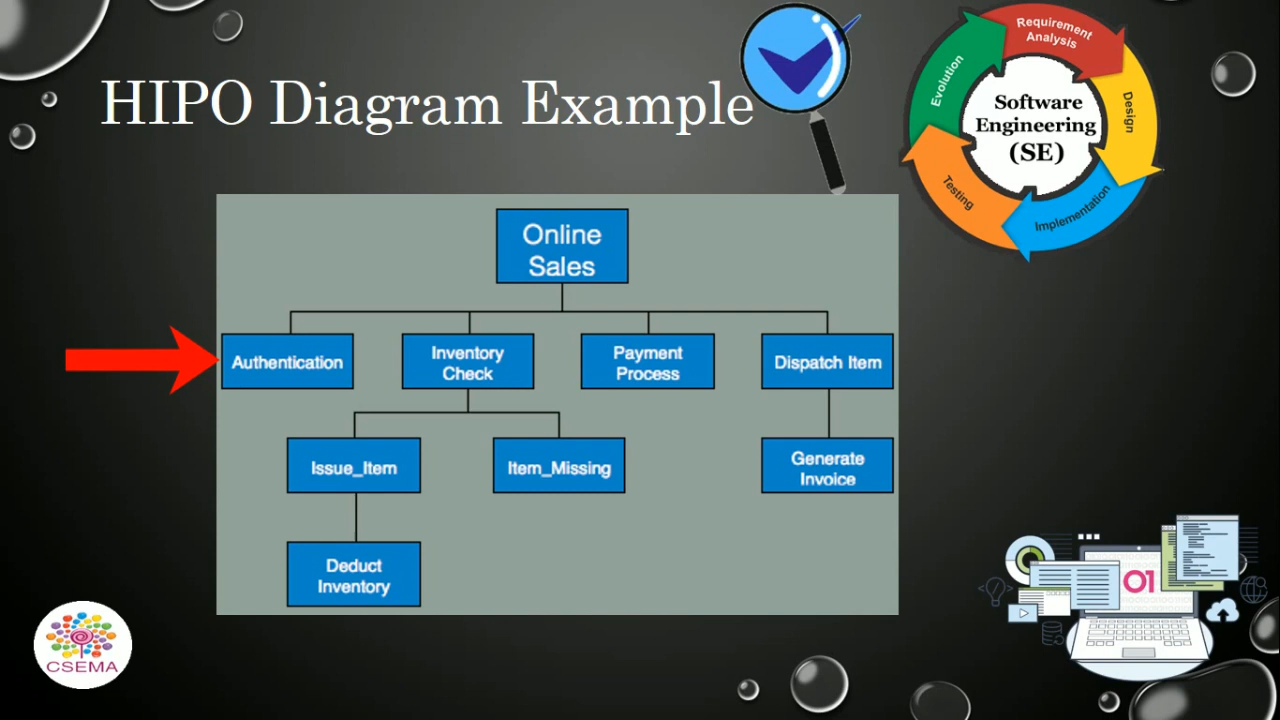 HIPO Diagram Example
Requirement
Analysis
Design
Implementation
Testing
Evolution
Software
Engineering
(SE)
Online
Sales
Authentication
Inventory
Check
Payment
Process
Dispatch Item
Issue_Item
Item_Missing
Generate
Invoice
Deduct
Inventory
CSEMA
01